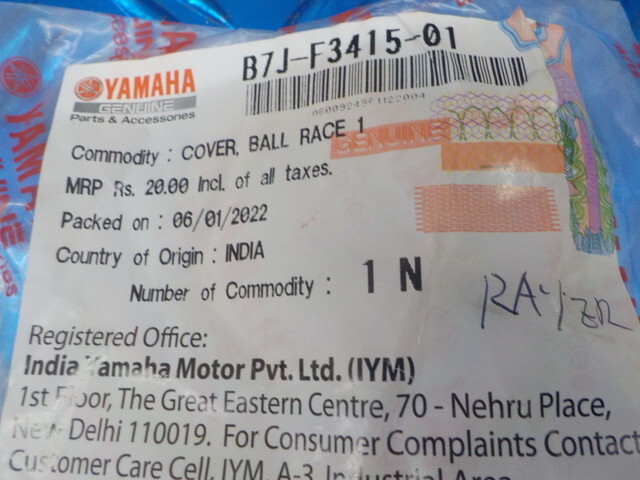 B7J-F3415-01
YAMAHA
GENUINE
Parts & Accessories
Commodity : COVER, BALL RACE 1
GENUINE
MRP Rs. 20.00 Incl. of all taxes.
Packed on : 06/01/2022
Country of Origin : INDIA
Number of Commodity : 1 N
RAYZR
Registered Office:
India Yamaha Motor Pvt. Ltd. (IYM)
1st Floor, The Great Eastern Centre, 70 - Nehru Place,
New Delhi 110019. For Consumer Complaints Contact
Customer Care Cell, IYM, A-3, Industrial Area
YAMAHA